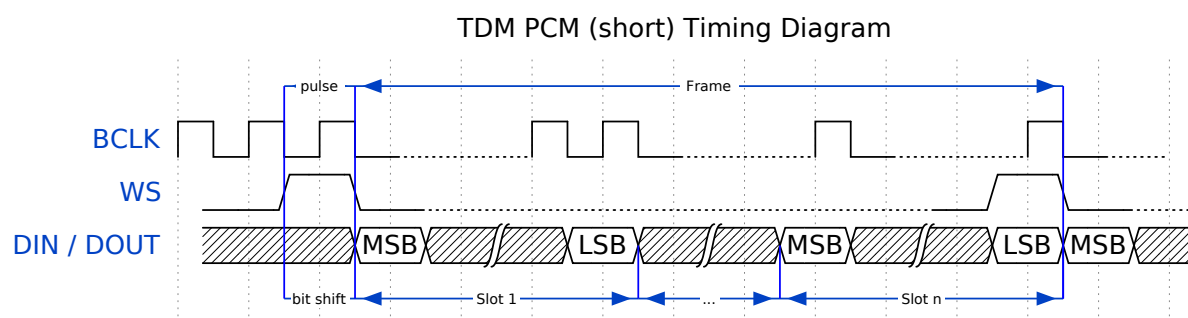 TDM PCM (short) Timing Diagram
pulse
Frame
BCLK
WS
DIN / DOUT
MSB
LSB
MSB
LSB
MSB
bit shift
Slot 1
...
Slot n